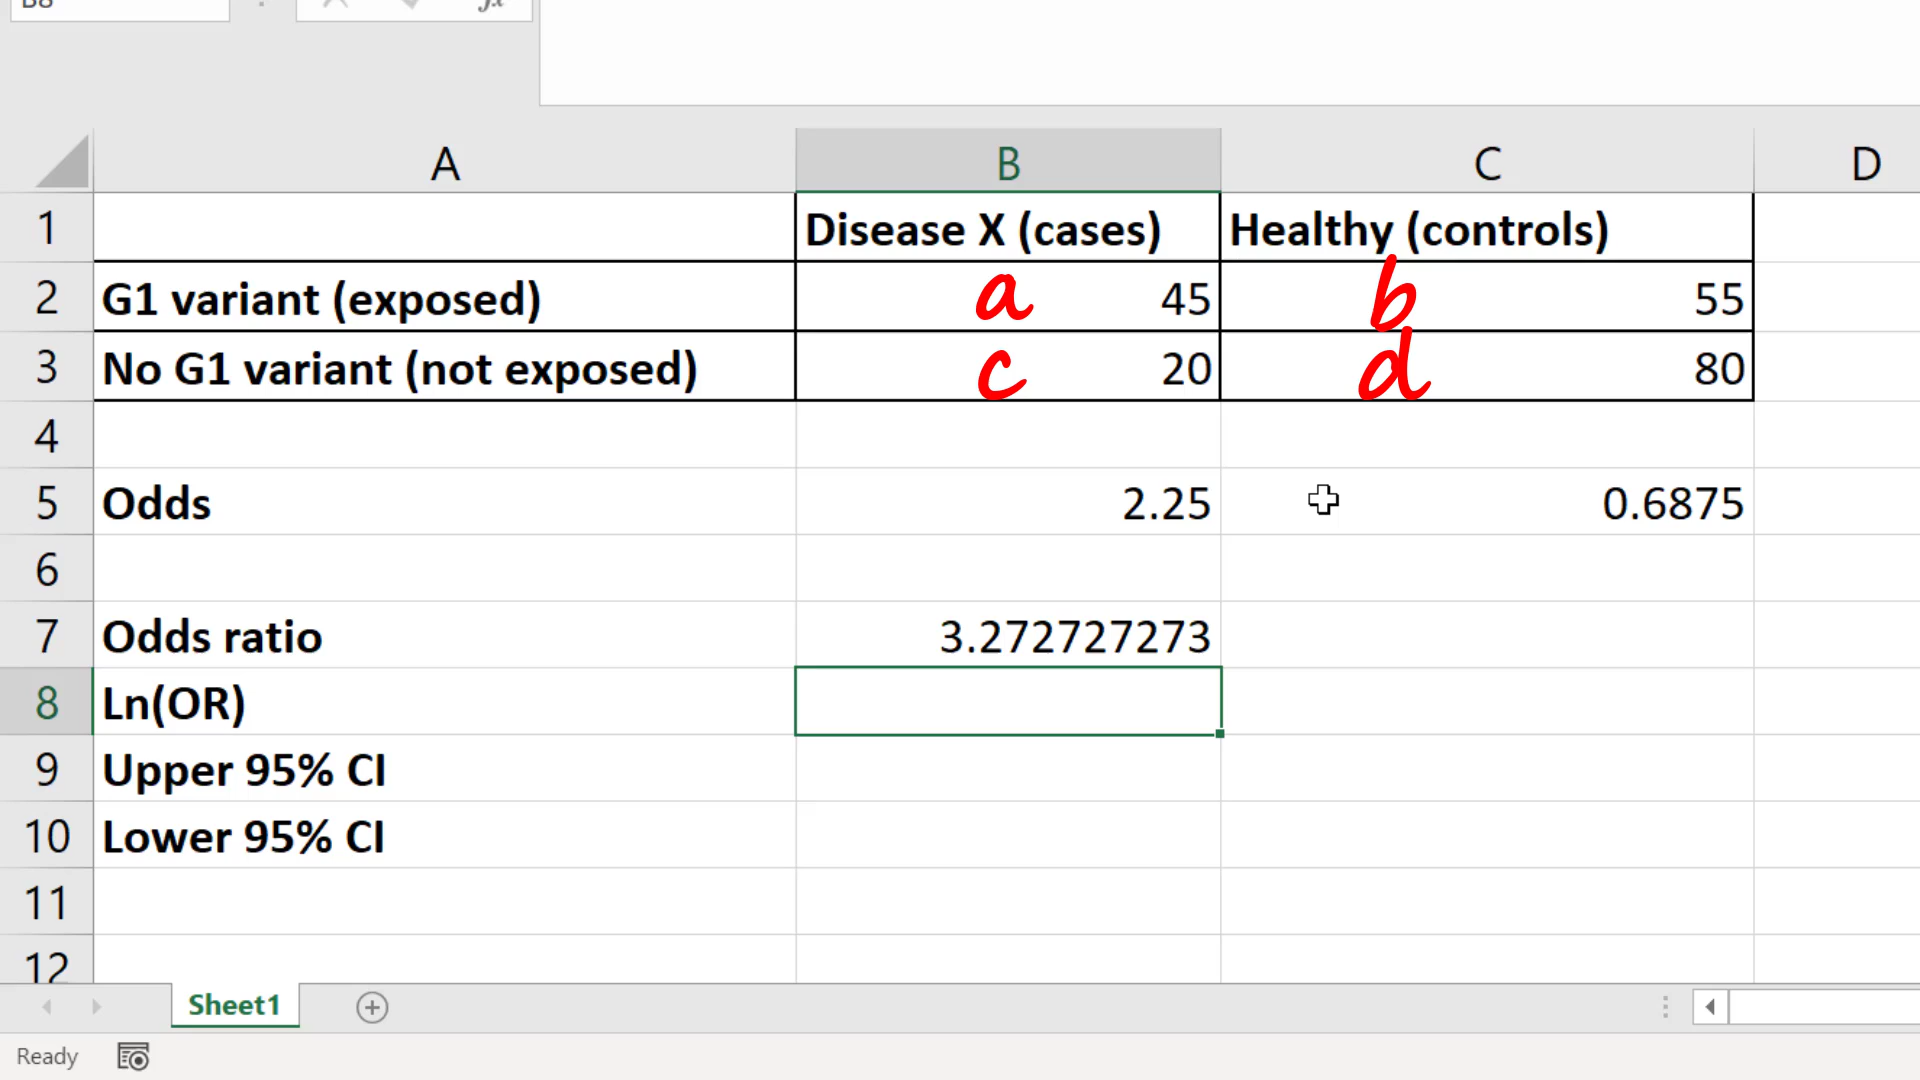 B8 fx
A B C D
1 Disease X (cases) Healthy (controls)
2 G1 variant (exposed) a 45 b 55
3 No G1 variant (not exposed) c 20 d 80
4
5 Odds 2.25 0.6875
6
7 Odds ratio 3.272727273
8 Ln(OR)
9 Upper 95% CI
10 Lower 95% CI
11
12
Sheet1
Ready